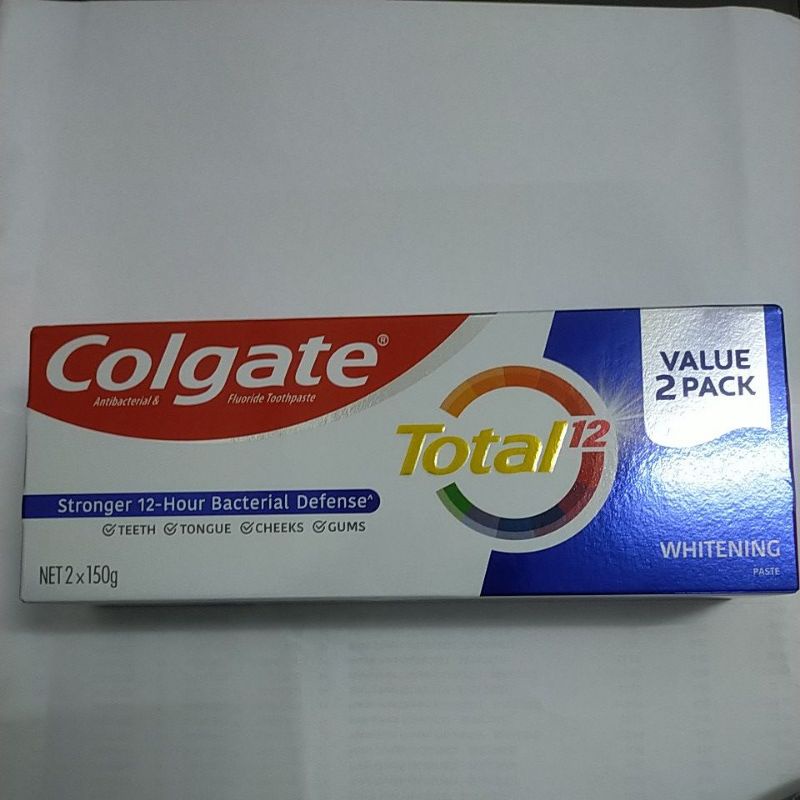 Colgate®
Antibacterial & Fluoride Toothpaste
Total 12
VALUE
2 PACK
Stronger 12-Hour Bacterial Defense^
TEETH TONGUE CHEEKS GUMS
NET 2 x 150g
WHITENING
PASTE